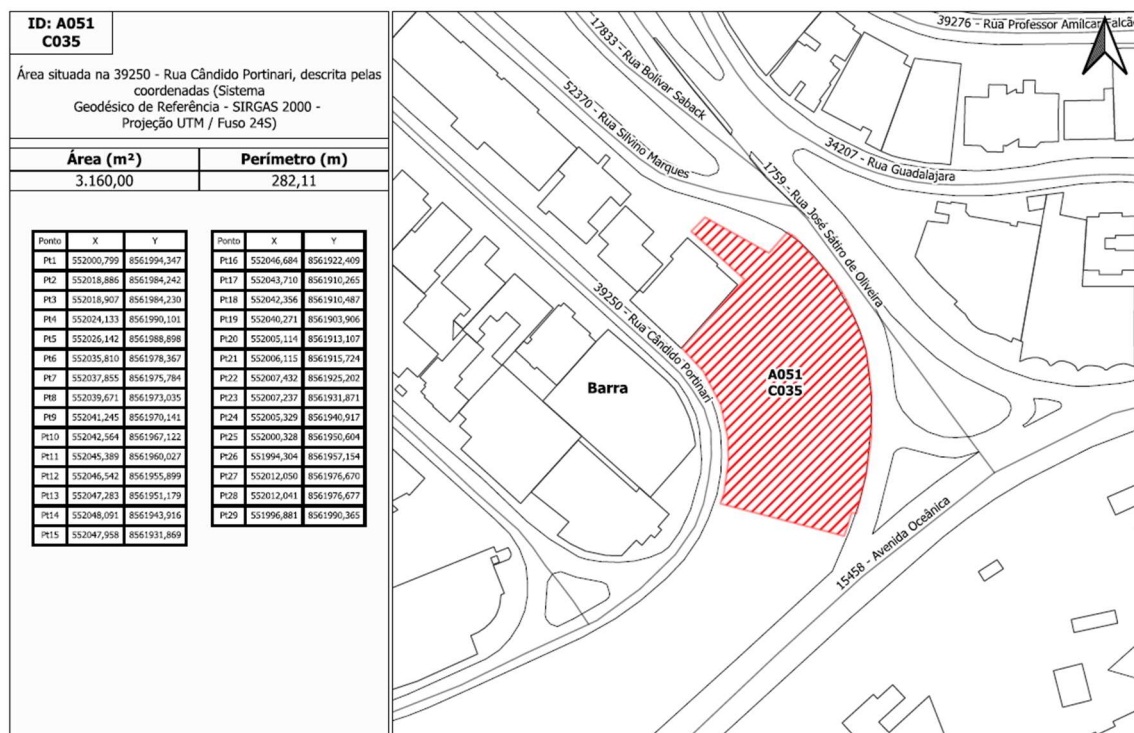 ID: A051
C035
Área situada na 39250 - Rua Cândido Portinari, descrita pelas
coordenadas (Sistema
Geodésico de Referência - SIRGAS 2000 -
Projeção UTM / Fuso 24S)
Área (m²) Perímetro (m)
3.160,00 282,11
Ponto X Y
Pt1 552000,799 8561994,347
Pt2 552018,886 8561984,242
Pt3 552018,907 8561984,230
Pt4 552024,133 8561990,101
Pt5 552026,142 8561988,898
Pt6 552035,810 8561978,367
Pt7 552037,855 8561975,784
Pt8 552039,671 8561973,035
Pt9 552041,245 8561970,141
Pt10 552042,564 8561967,122
Pt11 552045,389 8561960,027
Pt12 552046,542 8561955,899
Pt13 552047,283 8561951,179
Pt14 552048,091 8561943,916
Pt15 552047,958 8561931,869
Ponto X Y
Pt16 552046,684 8561922,409
Pt17 552043,710 8561910,265
Pt18 552042,356 8561910,487
Pt19 552040,271 8561903,906
Pt20 552005,114 8561913,107
Pt21 552006,115 8561915,724
Pt22 552007,432 8561925,202
Pt23 552007,237 8561931,871
Pt24 552005,329 8561940,917
Pt25 552000,328 8561950,604
Pt26 551994,304 8561957,154
Pt27 552012,050 8561976,670
Pt28 552012,041 8561976,677
Pt29 551996,881 8561990,365
39276 - Rua Professor Amílcar Falcão
17833 - Rua Bolivar Saback
52370 - Rua Silvino Marques
34207 - Rua Guadalajara
1759 - Rua José Sátiro de Oliveira
39250 - Rua Cândido Portinari
A051
C035
Barra
15458 - Avenida Oceânica